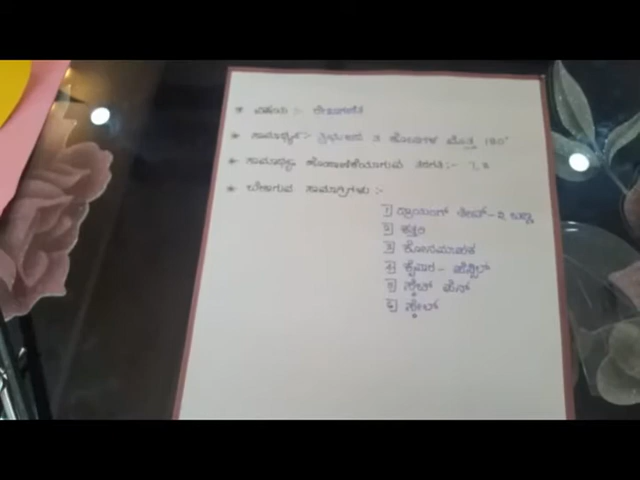 * ವಿಷಯ :- ರೇಖಾಗಣಿತ
* ಸಾಮರ್ಥ್ಯ :- ತ್ರಿಭುಜದ 3 ಕೋನಗಳ ಮೊತ್ತ 180°
* ಸಾಮರ್ಥ್ಯ ಹೊಂದಾಣಿಕೆಯಾಗುವ ತರಗತಿ :- 7, 8
* ಬೇಕಾಗುವ ಸಾಮಾಗ್ರಿಗಳು :-
1) ಡ್ರಾಯಿಂಗ್ ಶೀಟ್ - 2 ಬಣ್ಣ
2) ಕತ್ತರಿ
3) ಕೋನಮಾಪಕ
4) ಕೈವಾರ - ಪೆನ್ಸಿಲ್
5) ಸ್ಕೆಚ್ ಪೆನ್
6) ಸ್ಕೇಲ್